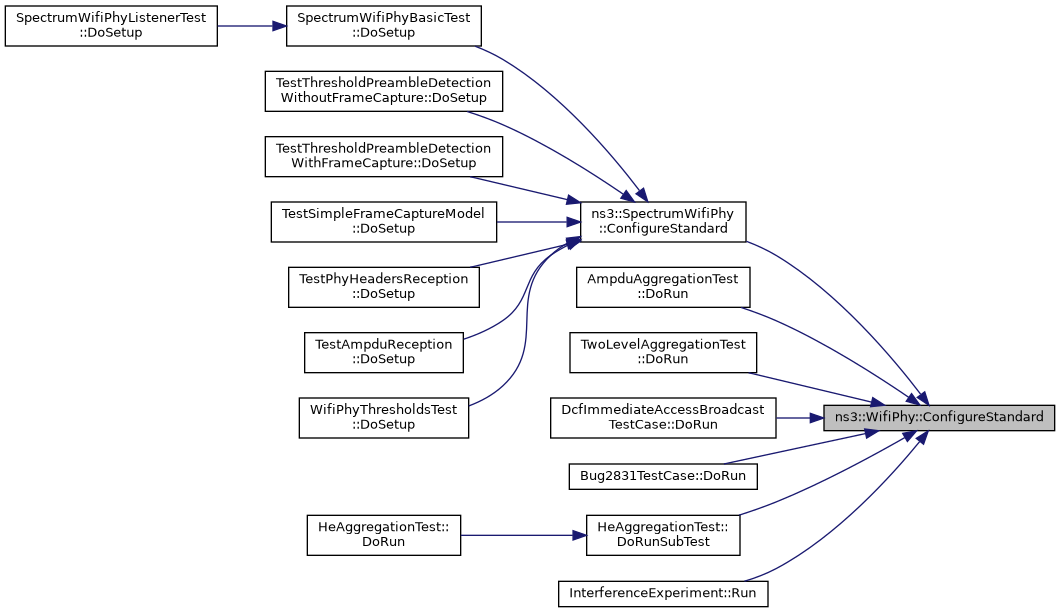 SpectrumWifiPhyListenerTest
::DoSetup
SpectrumWifiPhyBasicTest
::DoSetup
TestThresholdPreambleDetection
WithoutFrameCapture::DoSetup
TestThresholdPreambleDetection
WithFrameCapture::DoSetup
TestSimpleFrameCaptureModel
::DoSetup
ns3::SpectrumWifiPhy
::ConfigureStandard
TestPhyHeadersReception
::DoSetup
AmpduAggregationTest
::DoRun
TestAmpduReception
::DoSetup
TwoLevelAggregationTest
::DoRun
WifiPhyThresholdsTest
::DoSetup
DcfImmediateAccessBroadcast
TestCase::DoRun
ns3::WifiPhy::ConfigureStandard
Bug2831TestCase::DoRun
HeAggregationTest::
DoRun
HeAggregationTest::
DoRunSubTest
InterferenceExperiment::Run